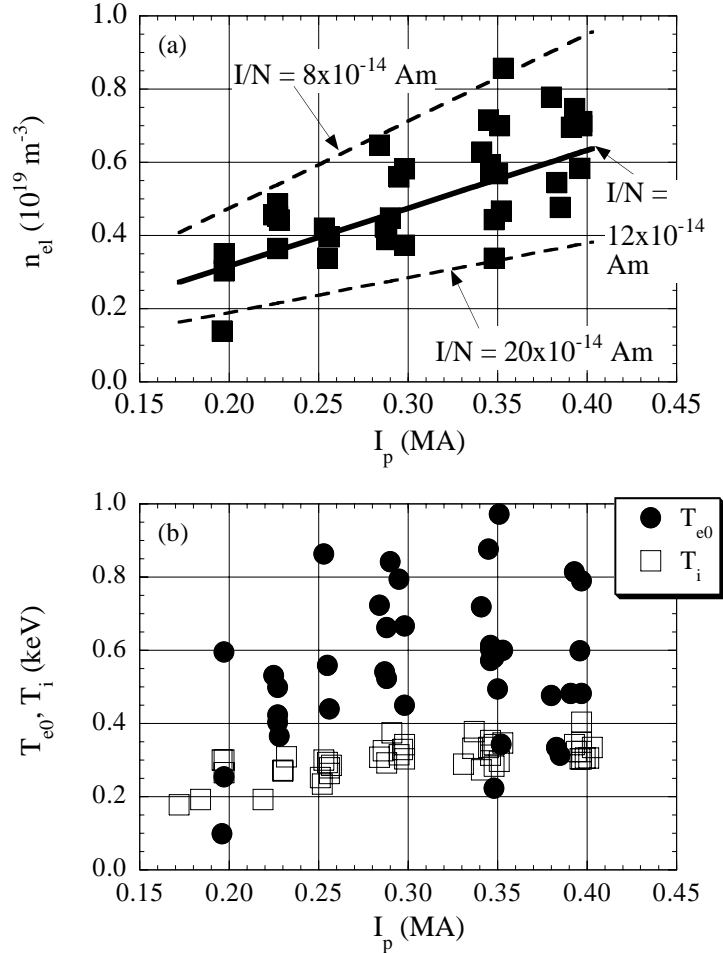 1.0
(a)
I/N = 8x10⁻¹⁴ Am
0.8
0.6
I/N =
12x10⁻¹⁴
Am
0.4
0.2
I/N = 20x10⁻¹⁴ Am
0.0
n_el (10¹⁹ m⁻³)
0.15 0.20 0.25 0.30 0.35 0.40 0.45
I_p (MA)
1.0
(b)
T_e0
T_i
0.8
0.6
0.4
0.2
0.0
T_e0, T_i (keV)
0.15 0.20 0.25 0.30 0.35 0.40 0.45
I_p (MA)